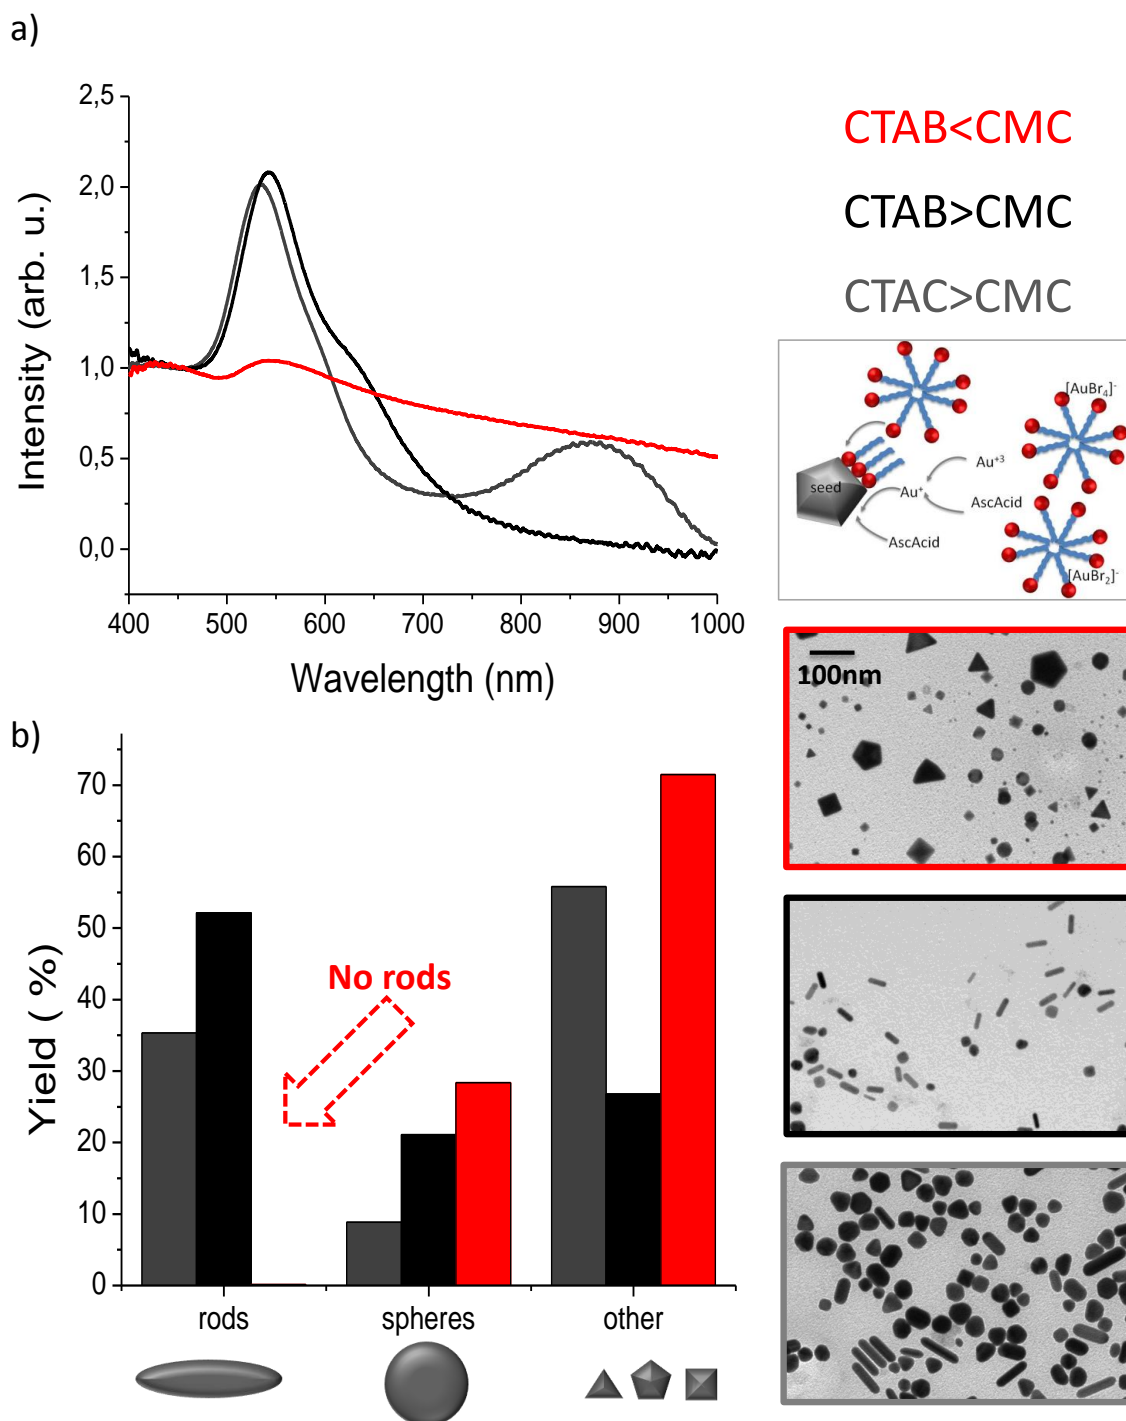 a)
2,5
2,0
1,5
1,0
0,5
0,0
Intensity (arb. u.)
400 500 600 700 800 900 1000
Wavelength (nm)
CTAB<CMC
CTAB>CMC
CTAC>CMC
[AuBr4]-
Au+3
seed
Au+
AscAcid
AscAcid
[AuBr2]-
100nm
b)
70
60
50
40
30
20
10
0
Yield ( %)
No rods
rods spheres other